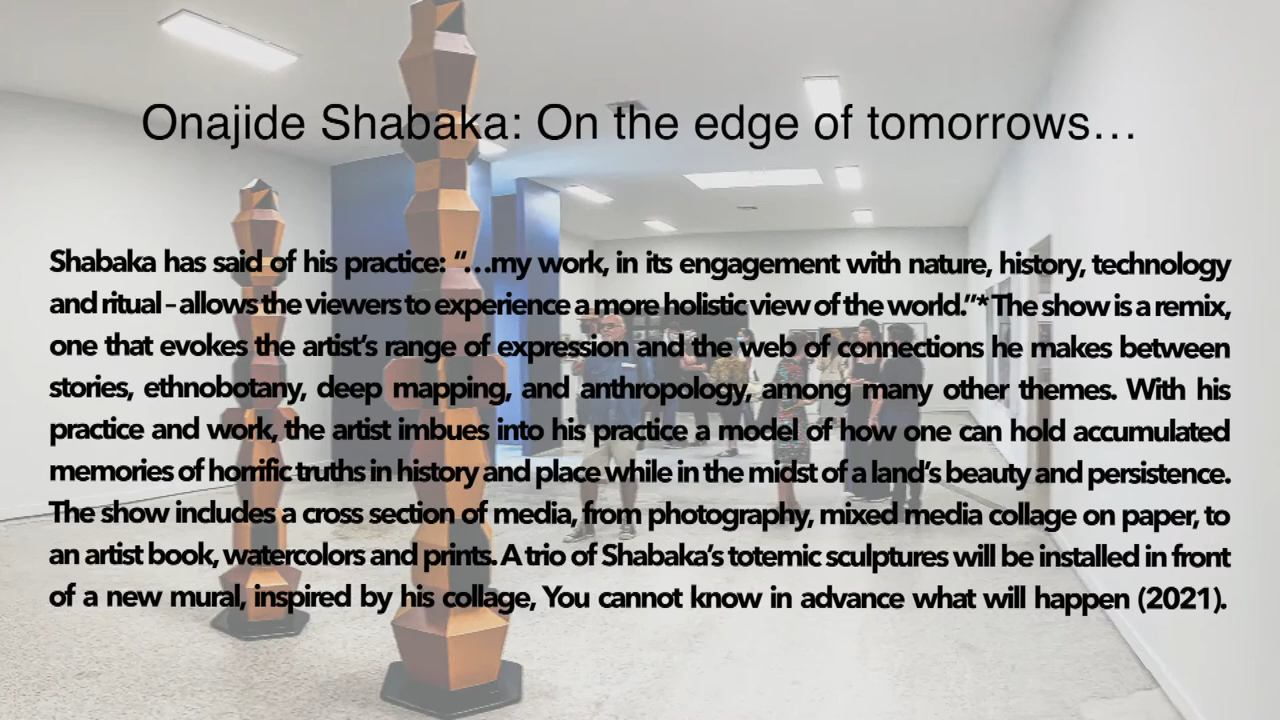 Onajide Shabaka: On the edge of tomorrows…
Shabaka has said of his practice: “…my work, in its engagement with nature, history, technology
and ritual – allows the viewers to experience a more holistic view of the world.”* The show is a remix,
one that evokes the artist’s range of expression and the web of connections he makes between
stories, ethnobotany, deep mapping, and anthropology, among many other themes. With his
practice and work, the artist imbues into his practice a model of how one can hold accumulated
memories of horrific truths in history and place while in the midst of a land’s beauty and persistence.
The show includes a cross section of media, from photography, mixed media collage on paper, to
an artist book, watercolors and prints. A trio of Shabaka’s totemic sculptures will be installed in front
of a new mural, inspired by his collage, You cannot know in advance what will happen (2021).